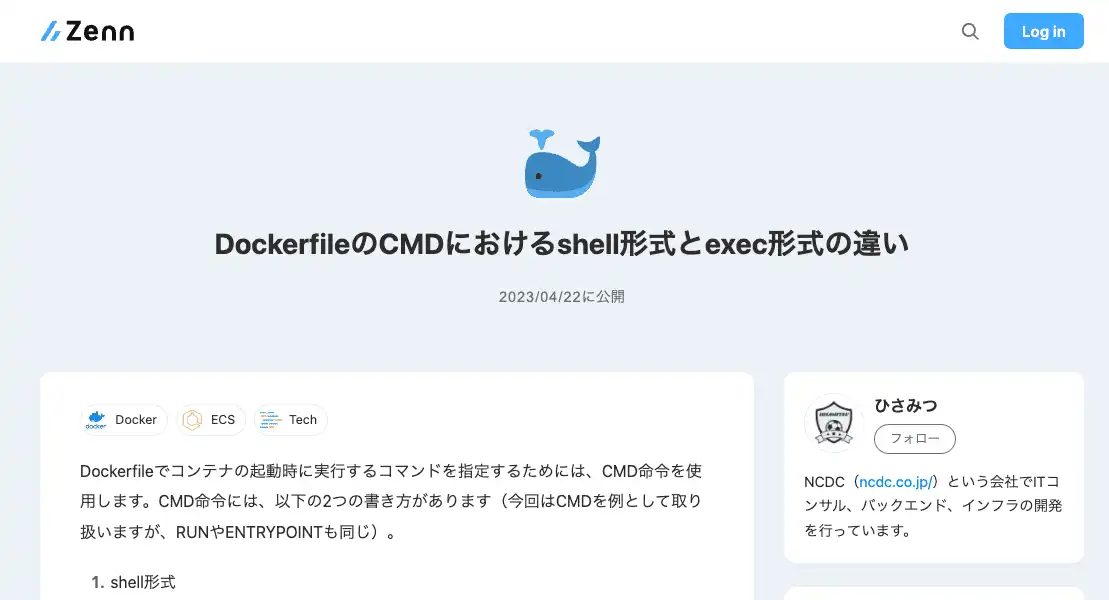 Zenn
Log in
DockerfileのCMDにおけるshell形式とexec形式の違い
2023/04/22に公開
Docker
ECS
Tech
Dockerfileでコンテナの起動時に実行するコマンドを指定するためには、CMD命令を使
用します。CMD命令には、以下の2つの書き方があります（今回はCMDを例として取り
扱いますが、RUNやENTRYPOINTも同じ）。
1. shell形式
ひさみつ
フォロー
NCDC（ncdc.co.jp/）という会社でITコ
ンサル、バックエンド、インフラの開発
を行っています。